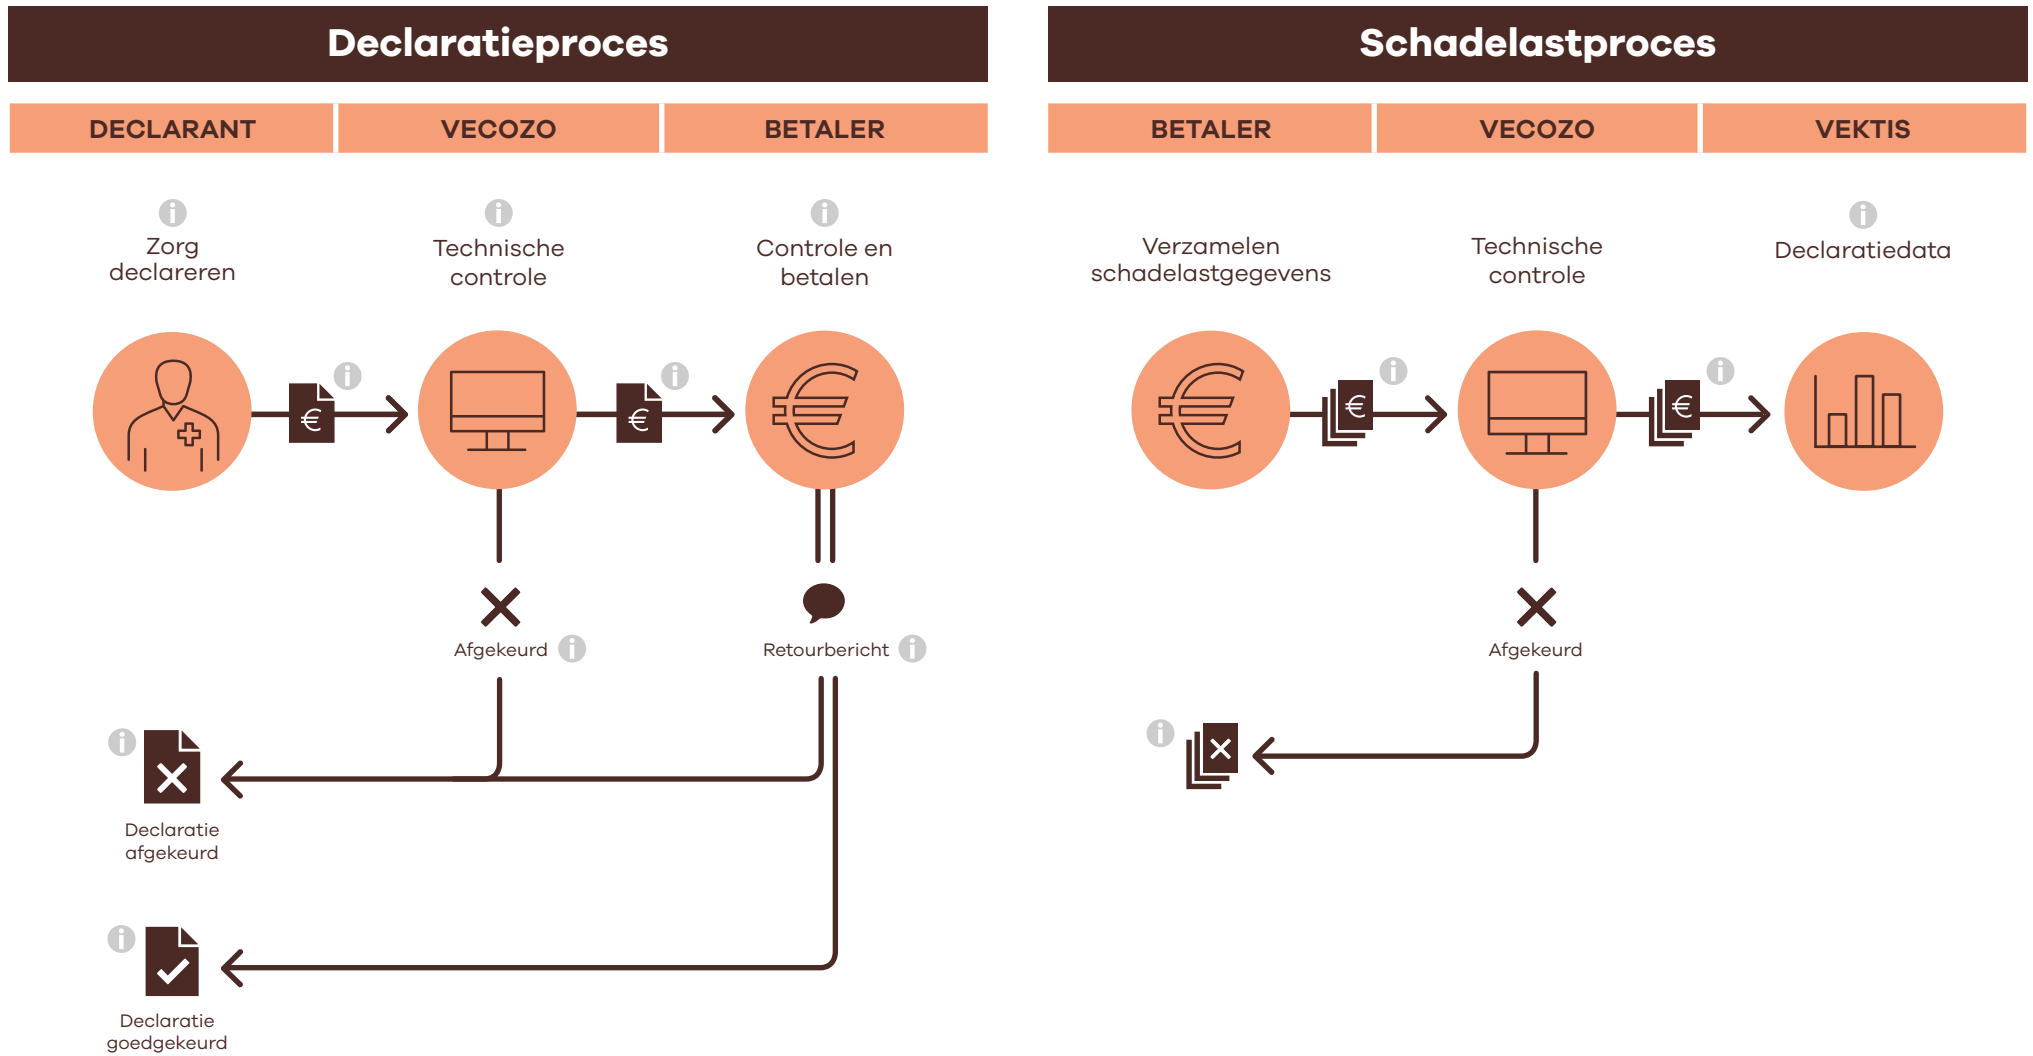 Declaratieproces
DECLARANT
VECOZO
BETALER
Zorg
declareren
Technische
controle
Controle en
betalen
€
€
Afgekeurd
Retourbericht
Declaratie
afgekeurd
Declaratie
goedgekeurd
Schadelastproces
BETALER
VECOZO
VEKTIS
Verzamelen
schadelastgegevens
Technische
controle
Declaratiedata
€
€
Afgekeurd